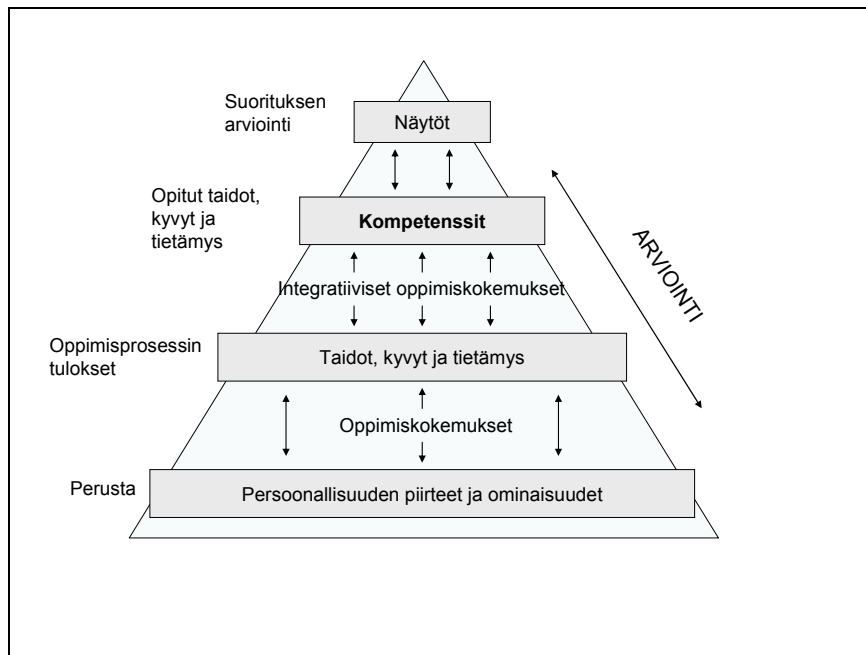 Suorituksen
arviointi
Näytöt
Opitut taidot,
kyvyt ja
tietämys
Kompetenssit
ARVIOINTI
Integratiiviset oppimiskokemukset
Oppimisprosessin
tulokset
Taidot, kyvyt ja tietämys
Oppimiskokemukset
Perusta
Persoonallisuuden piirteet ja ominaisuudet